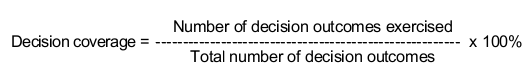 Number of decision outcomes exercised
Decision coverage = ------------------------------------------------------------ x 100%
Total number of decision outcomes